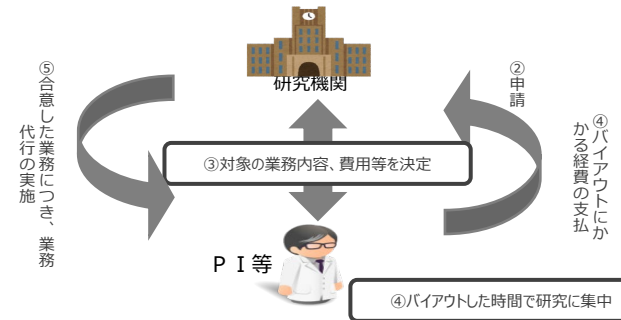 研究機関
②申請
④バイアウトにか
かる経費の支払
③対象の業務内容、費用等を決定
⑤合意した業務につき、業務
代行の実施
ＰＩ等
④バイアウトした時間で研究に集中